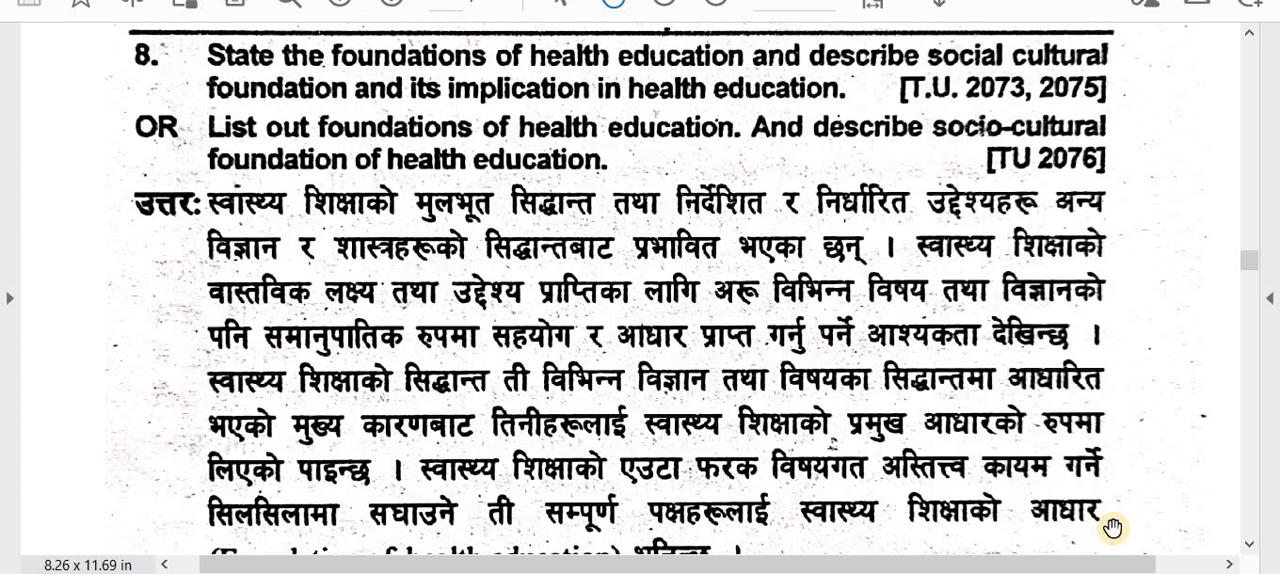 8. State the foundations of health education and describe social cultural
foundation and its implication in health education. [T.U. 2073, 2075]
OR List out foundations of health education. And describe socio-cultural
foundation of health education. [TU 2076]
उत्तर: स्वास्थ्य शिक्षाको मुलभूत सिद्धान्त तथा निर्देशित र निर्धारित उद्देश्यहरू अन्य
विज्ञान र शास्त्रहरूको सिद्धान्तबाट प्रभावित भएका छन् । स्वास्थ्य शिक्षाको
वास्तविक लक्ष्य तथा उद्देश्य प्राप्तिका लागि अरू विभिन्न विषय तथा विज्ञानको
पनि समानुपातिक रुपमा सहयोग र आधार प्राप्त गर्नु पर्ने आश्यकता देखिन्छ ।
स्वास्थ्य शिक्षाको सिद्धान्त ती विभिन्न विज्ञान तथा विषयका सिद्धान्तमा आधारित
भएको मुख्य कारणबाट तिनीहरूलाई स्वास्थ्य शिक्षाको प्रमुख आधारको रुपमा
लिएको पाइन्छ । स्वास्थ्य शिक्षाको एउटा फरक विषयगत अस्तित्त्व कायम गर्ने
सिलसिलामा सघाउने ती सम्पूर्ण पक्षहरूलाई स्वास्थ्य शिक्षाको आधार
(Foundation of health education) भनिन्छ ।
8.26 x 11.69 in